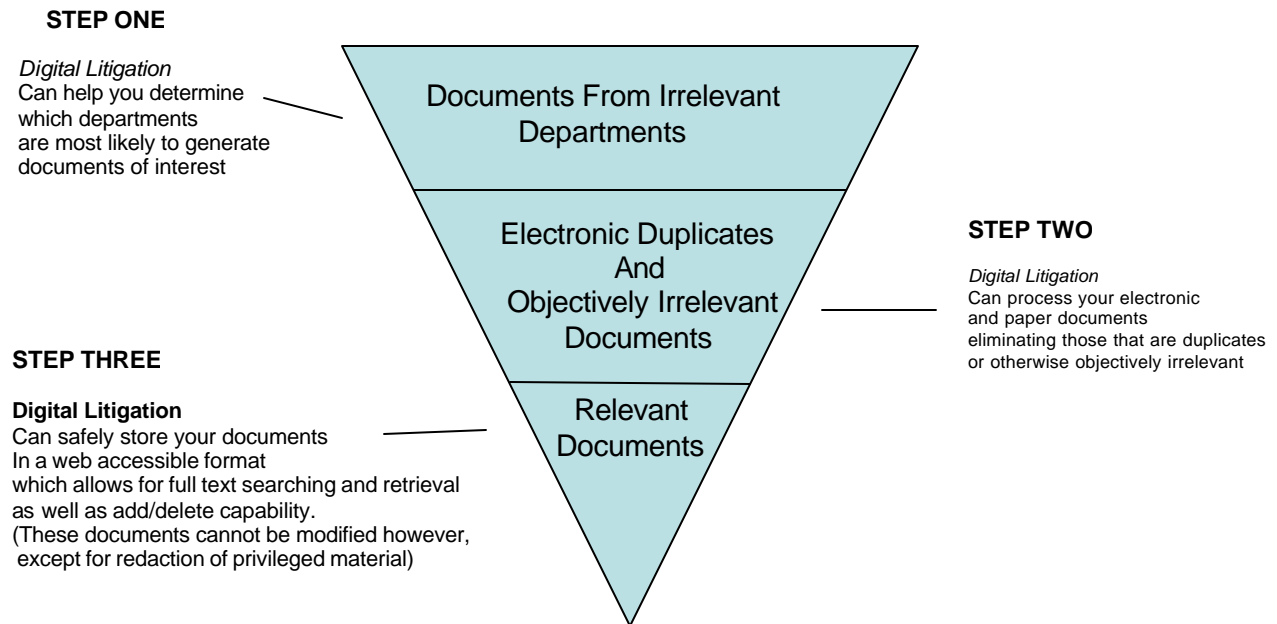 STEP ONE
Digital Litigation
Can help you determine
which departments
are most likely to generate
documents of interest
Documents From Irrelevant
Departments
Electronic Duplicates
And
Objectively Irrelevant
Documents
STEP TWO
Digital Litigation
Can process your electronic
and paper documents
eliminating those that are duplicates
or otherwise objectively irrelevant
STEP THREE
Digital Litigation
Can safely store your documents
In a web accessible format
which allows for full text searching and retrieval
as well as add/delete capability.
(These documents cannot be modified however,
except for redaction of privileged material)
Relevant
Documents